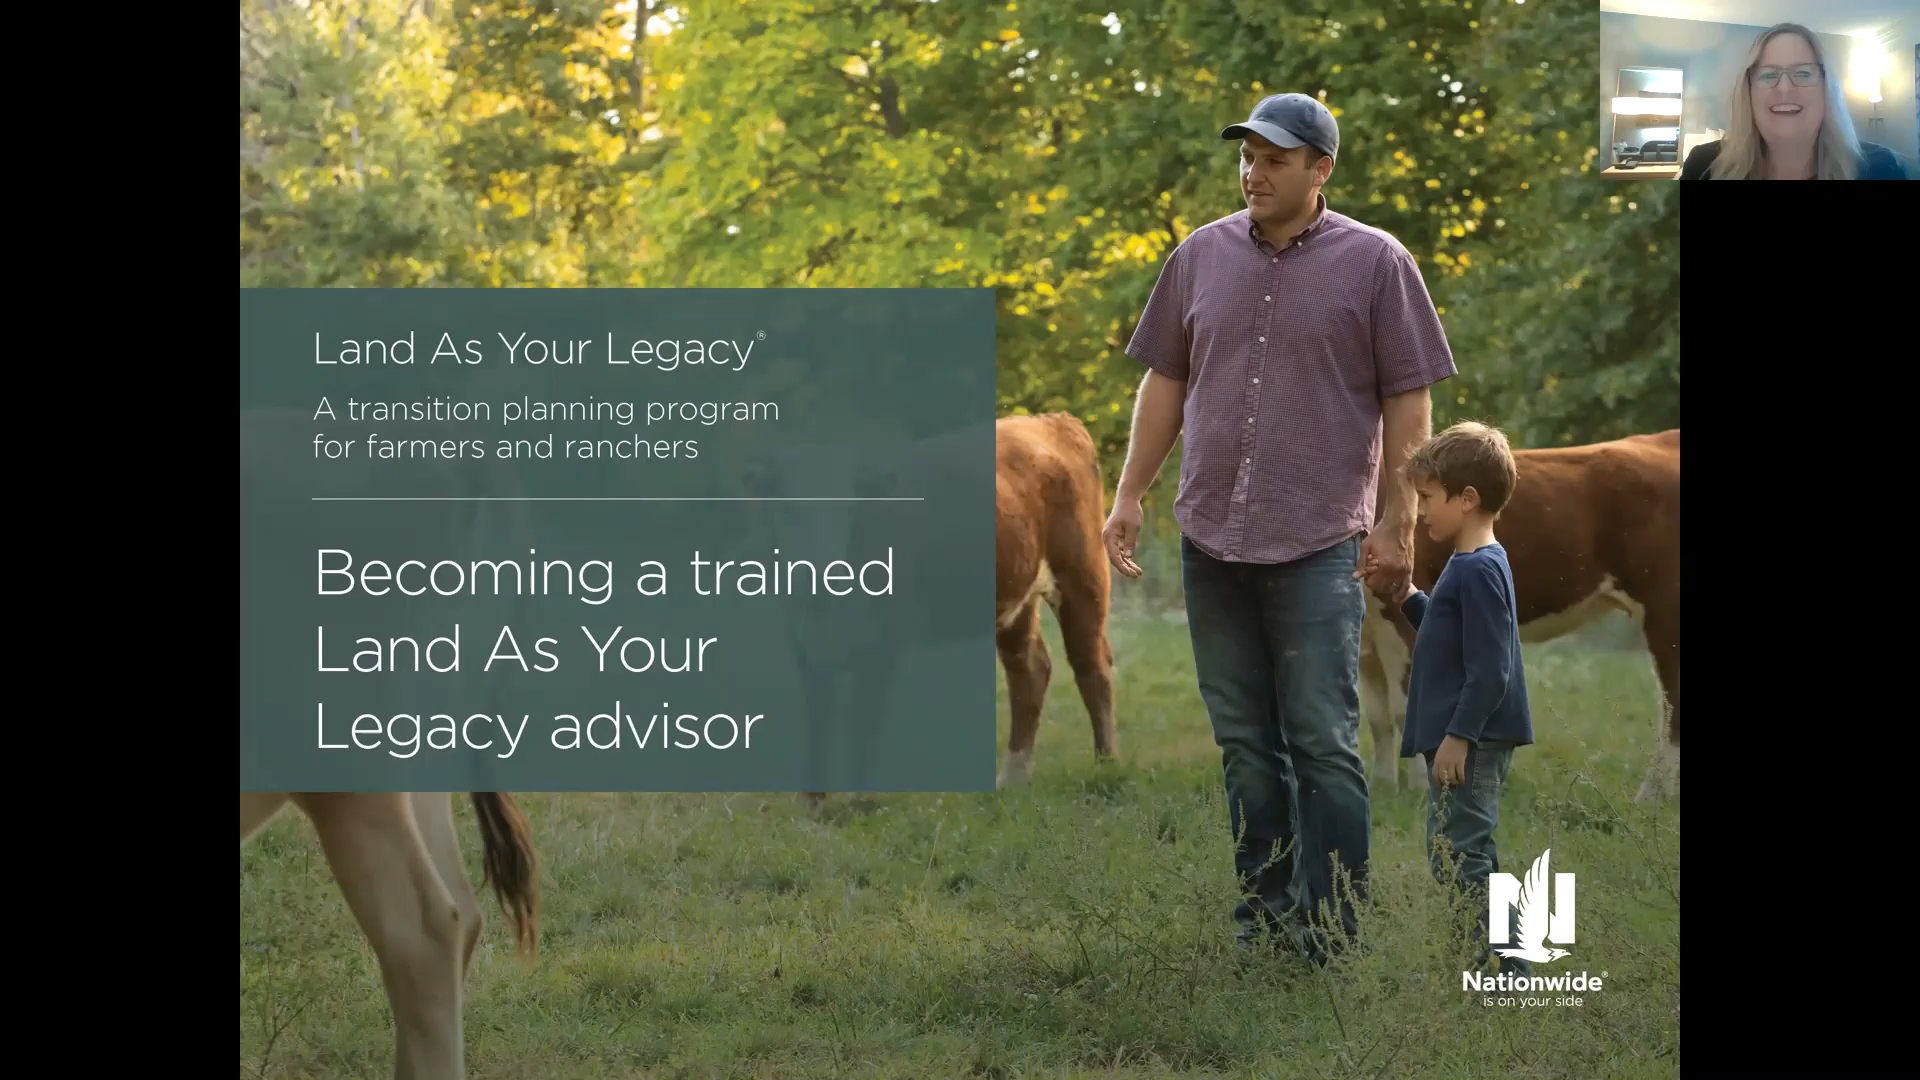 Land As Your Legacy®
A transition planning program
for farmers and ranchers
Becoming a trained
Land As Your
Legacy advisor
N
Nationwide®
is on your side